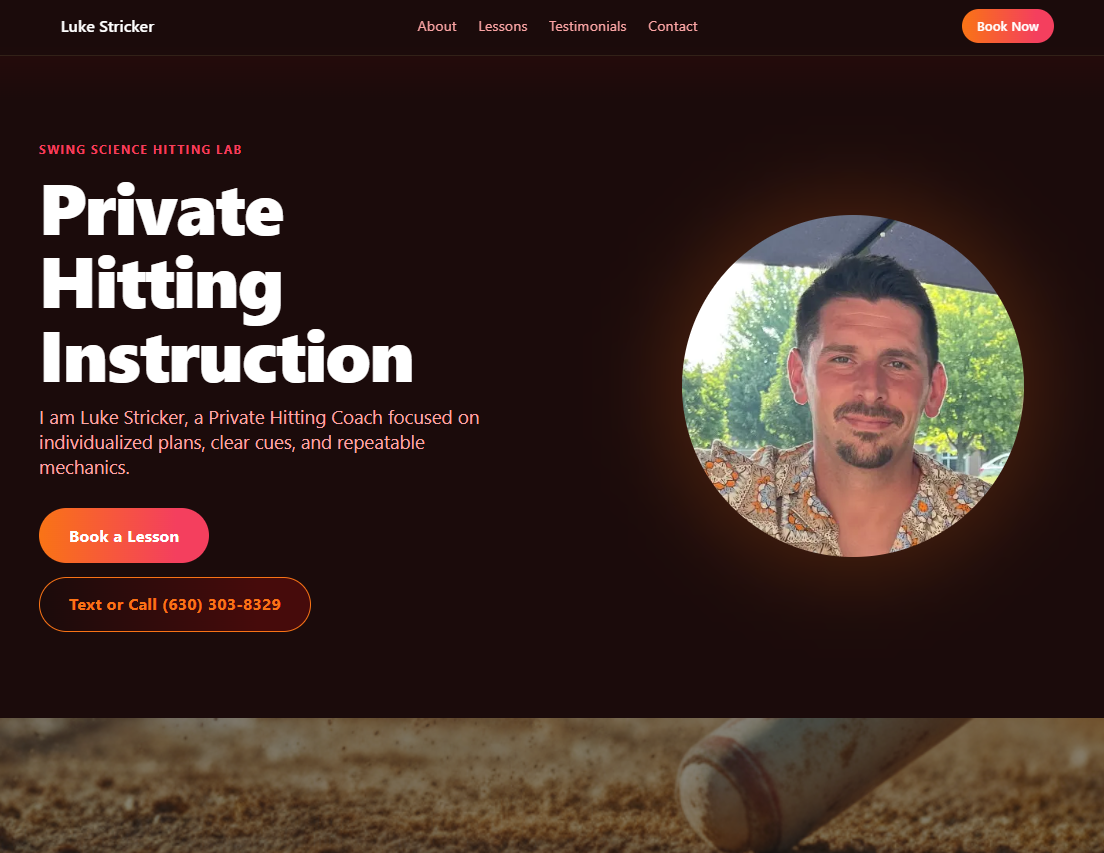 Luke Stricker
About
Lessons
Testimonials
Contact
Book Now
SWING SCIENCE HITTING LAB
Private
Hitting
Instruction
I am Luke Stricker, a Private Hitting Coach focused on
individualized plans, clear cues, and repeatable
mechanics.
Book a Lesson
Text or Call (630) 303-8329